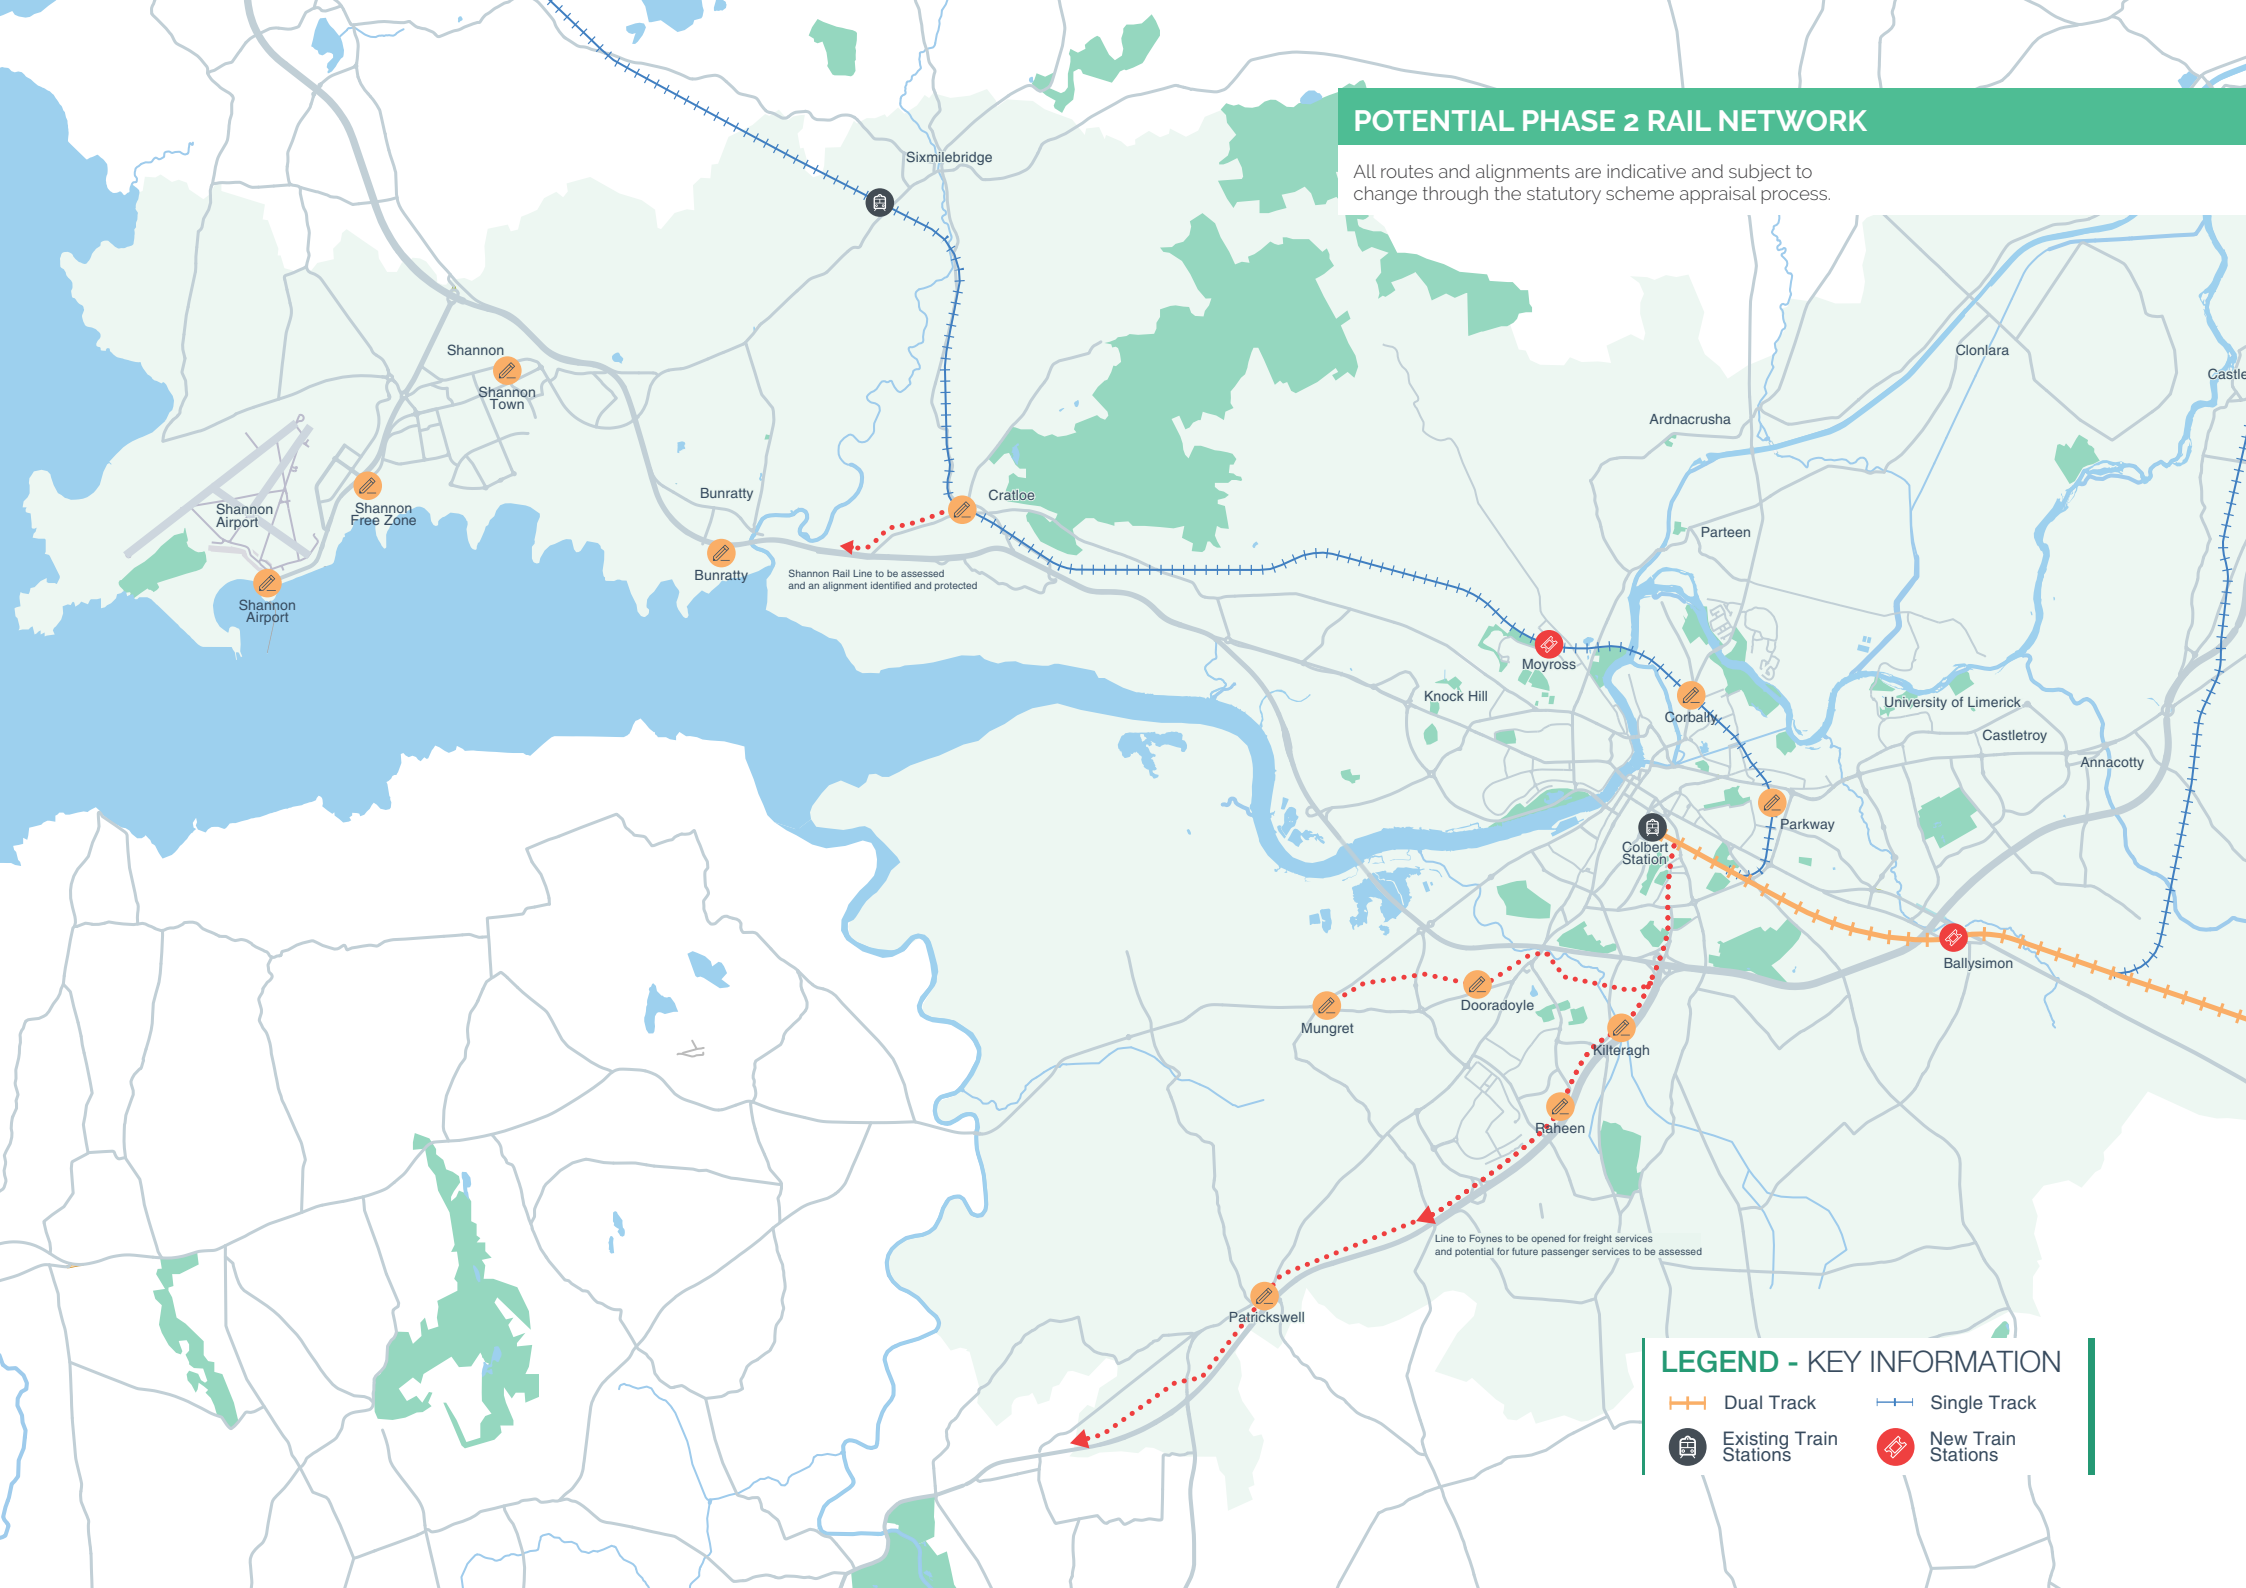 POTENTIAL PHASE 2 RAIL NETWORK
All routes and alignments are indicative and subject to
change through the statutory scheme appraisal process.
Sixmilebridge
Shannon
Shannon
Town
Clonlara
Castle
Ardnacrusha
Bunratty
Cratloe
Shannon
Airport
Shannon
Free Zone
Parteen
Bunratty
Shannon Rail Line to be assessed
and an alignment identified and protected
Shannon
Airport
Moyross
Knock Hill
Corbally
University of Limerick
Castletroy
Annacotty
Parkway
Colbert
Station
Ballysimon
Dooradoyle
Mungret
Kilteragh
Raheen
Line to Foynes to be opened for freight services
and potential for future passenger services to be assessed
Patrickswell
LEGEND - KEY INFORMATION
Dual Track
Single Track
Existing Train
Stations
New Train
Stations